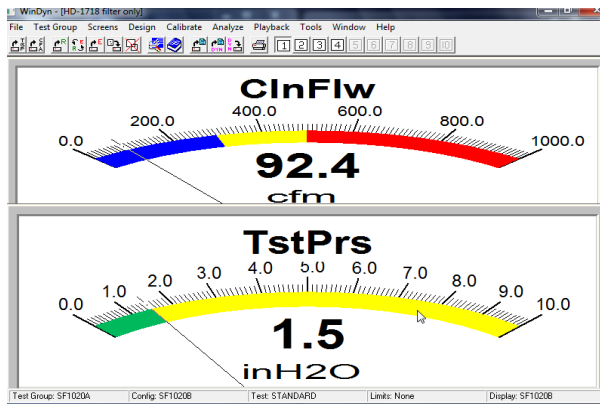 WinDyn - [HD-1718 filter only]
File Test Group Screens Design Calibrate Analyze Playback Tools Window Help
1 2 3 4 5 6 7 8 9 10
ClnFlw
0.0 200.0 400.0 600.0 800.0 1000.0
92.4
cfm
TstPrs
0.0 1.0 2.0 3.0 4.0 5.0 6.0 7.0 8.0 9.0 10.0
1.5
inH2O
Test Group: SF1020A Config: SF1020B Test: STANDARD Limits: None Display: SF1020B